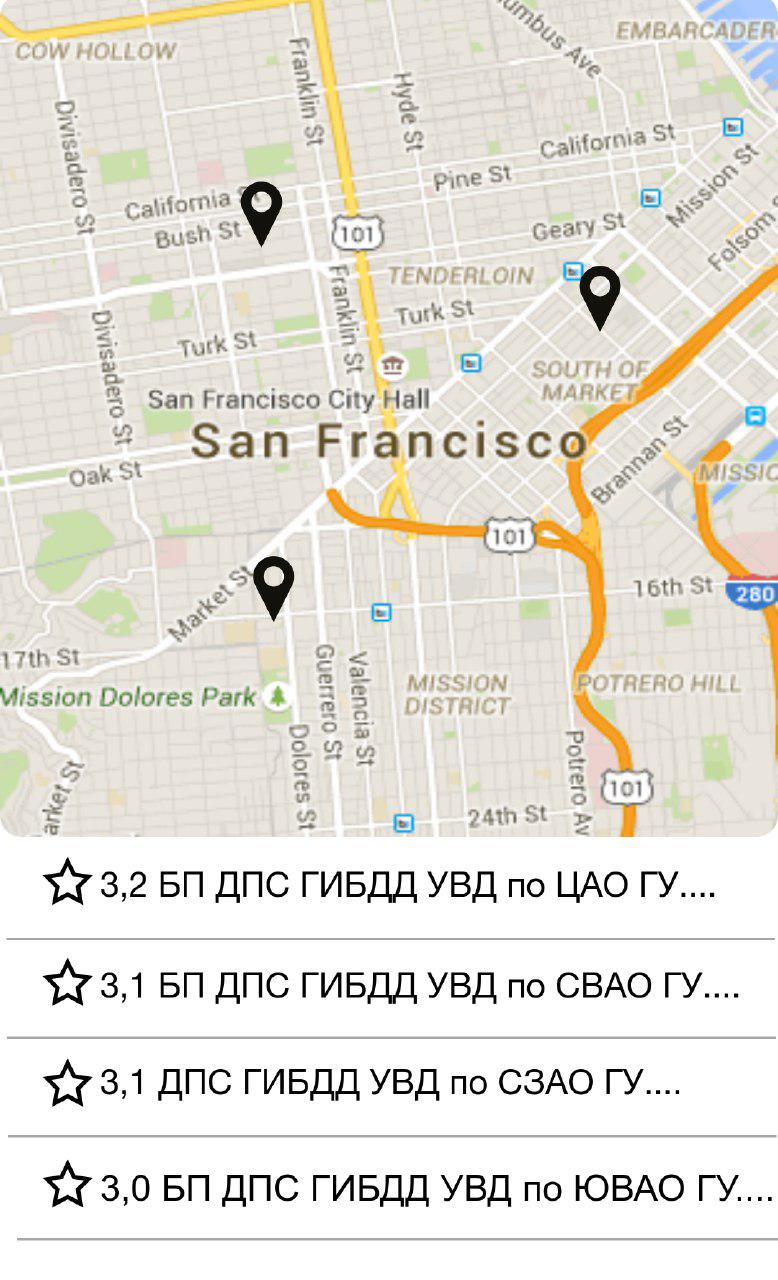 umbus Ave
EMBARCADER
COW HOLLOW
Franklin St
Hyde St
Divisadero St
California St
Mission St
Pine St
California
Bush St
Geary St
Folsom
101
TENDERLOIN
Franklin St
Turk St
Divisadero St
Turk St
SOUTH OF
MARKET
San Francisco City Hall
San Francisco
Brannan St
Oak St
MISSIO
101
Market St
16th St
280
17th St
Guerrero St
Valencia St
Mission Dolores Park
MISSION
DISTRICT
POTRERO HILL
Dolores St
Potrero Av
arket St
101
24th St
3,2 БП ДПС ГИБДД УВД по ЦАО ГУ....
3,1 БП ДПС ГИБДД УВД по СВАО ГУ....
3,1 ДПС ГИБДД УВД по СЗАО ГУ....
3,0 БП ДПС ГИБДД УВД по ЮВАО ГУ....